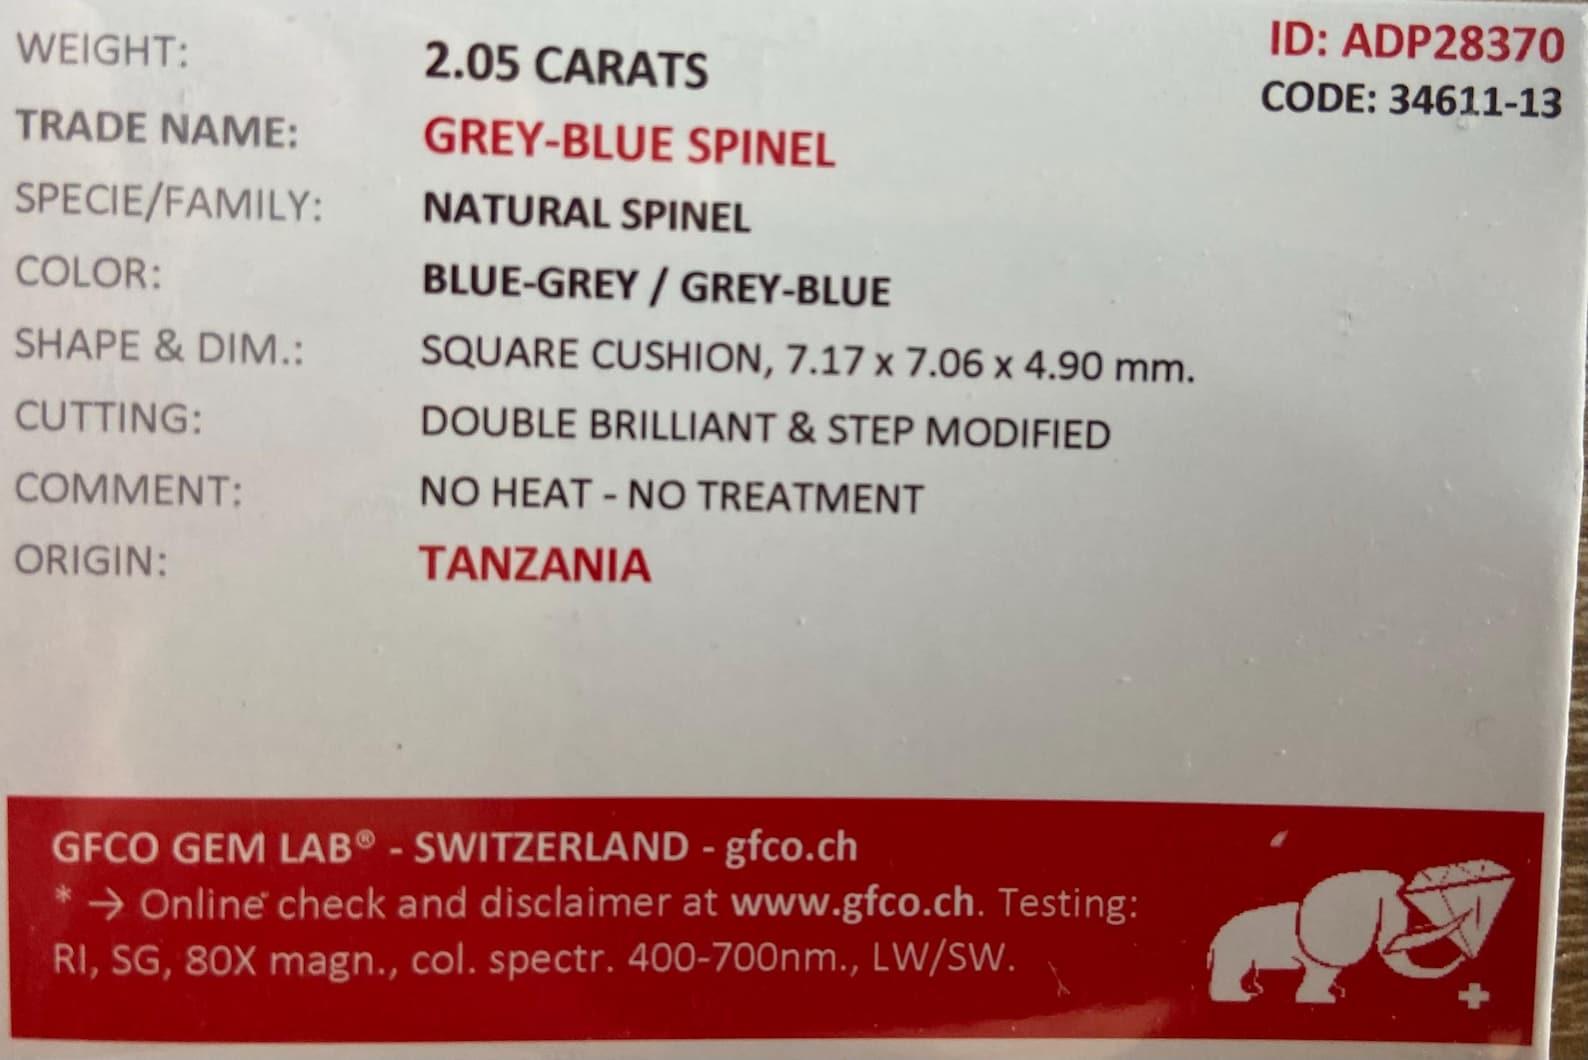 WEIGHT: 2.05 CARATS
ID: ADP28370
CODE: 34611-13
TRADE NAME: GREY-BLUE SPINEL
SPECIE/FAMILY: NATURAL SPINEL
COLOR: BLUE-GREY / GREY-BLUE
SHAPE & DIM.: SQUARE CUSHION, 7.17 x 7.06 x 4.90 mm.
CUTTING: DOUBLE BRILLIANT & STEP MODIFIED
COMMENT: NO HEAT - NO TREATMENT
ORIGIN: TANZANIA
GFCO GEM LAB® - SWITZERLAND - gfco.ch
* → Online check and disclaimer at www.gfco.ch. Testing:
RI, SG, 80X magn., col. spectr. 400-700nm., LW/SW.